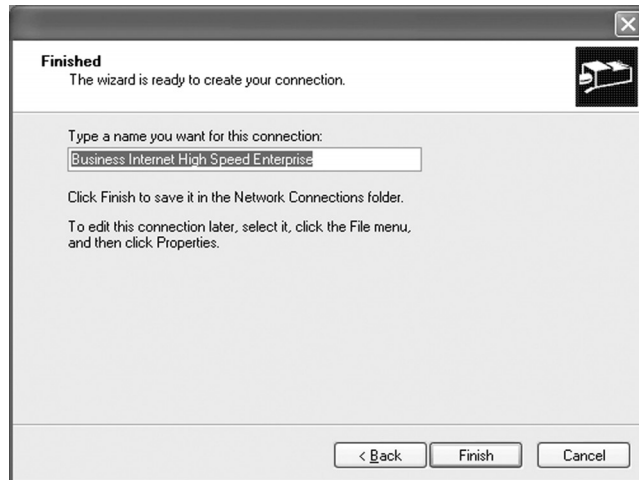 Finished
The wizard is ready to create your connection.
Type a name you want for this connection:
Business Internet High Speed Enterprise
Click Finish to save it in the Network Connections folder.
To edit this connection later, select it, click the File menu,
and then click Properties.
< Back
Finish
Cancel